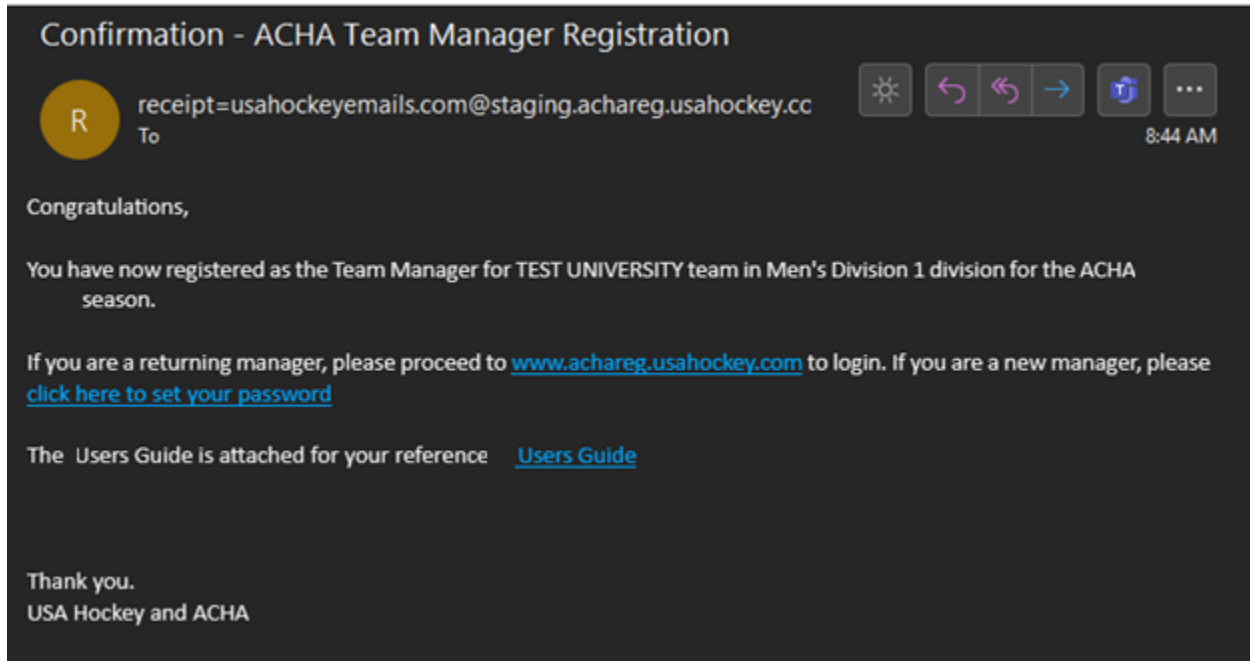 Confirmation - ACHA Team Manager Registration
R
receipt=usahockeyemails.com@staging.achareg.usahockey.cc
To
8:44 AM
Congratulations,
You have now registered as the Team Manager for TEST UNIVERSITY team in Men's Division 1 division for the ACHA
season.
If you are a returning manager, please proceed to www.achareg.usahockey.com to login. If you are a new manager, please
click here to set your password
The Users Guide is attached for your reference Users Guide
Thank you.
USA Hockey and ACHA